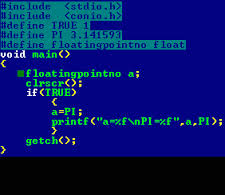 #include <stdio.h>
#include <conio.h>
#define TRUE 1
#define PI 3.141593
#define floatingpointno float
void main()
{
floatingpointno a;
clrscr();
if(TRUE)
{
a=PI;
printf("a=%f\nPI=%f",a,PI);
}
getch();
}